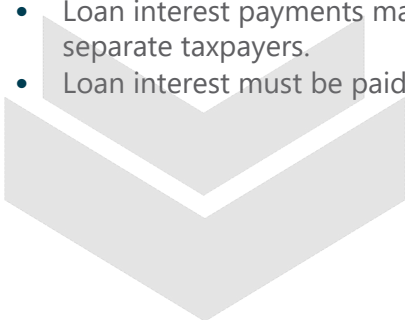 • Loan interest payments ma
separate taxpayers.
• Loan interest must be paid